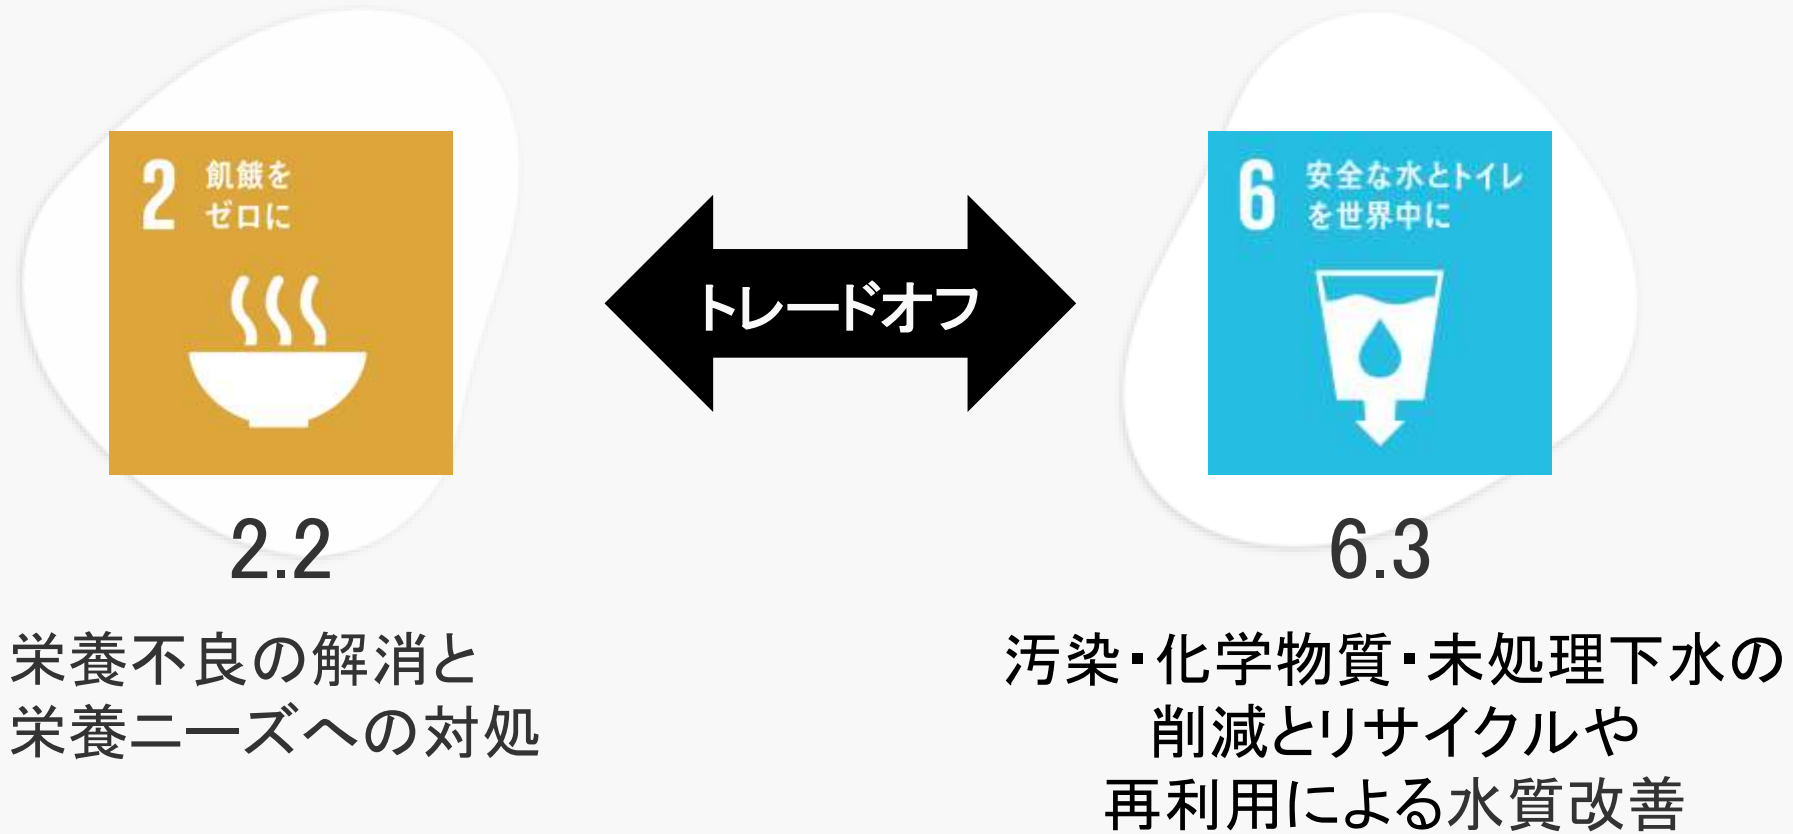 2 飢餓を
ゼロに
トレードオフ
6 安全な水とトイレ
を世界中に
2.2
栄養不良の解消と
栄養ニーズへの対処
6.3
汚染・化学物質・未処理下水の
削減とリサイクルや
再利用による水質改善